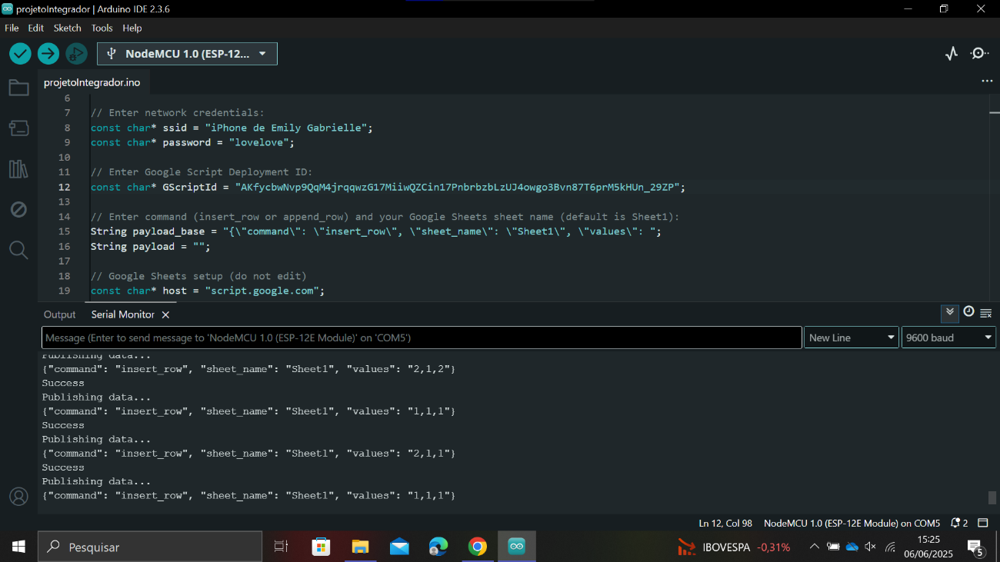 projetoIntegrador | Arduino IDE 2.3.6
File Edit Sketch Tools Help
NodeMCU 1.0 (ESP-12...
projetoIntegrador.ino
6
7 // Enter network credentials:
8 const char* ssid = "iPhone de Emily Gabrielle";
9 const char* password = "lovelove";
10
11 // Enter Google Script Deployment ID:
12 const char* GScriptId = "AKfycbwNvp9QqM4jrqqwzG17MiiwQZCin17PnbrbzbLzUJ4owgo3Bvn87T6prM5kHUn_29ZP";
13
14 // Enter command (insert_row or append_row) and your Google Sheets sheet name (default is Sheet1):
15 String payload_base = "{\"command\": \"insert_row\", \"sheet_name\": \"Sheet1\", \"values\": ";
16 String payload = "";
17
18 // Google Sheets setup (do not edit)
19 const char* host = "script.google.com";
Output Serial Monitor
Message (Enter to send message to 'NodeMCU 1.0 (ESP-12E Module)' on 'COM5')
New Line
9600 baud
Publishing data...
{"command": "insert_row", "sheet_name": "Sheet1", "values": "2,1,2"}
Success
Publishing data...
{"command": "insert_row", "sheet_name": "Sheet1", "values": "1,1,1"}
Success
Publishing data...
{"command": "insert_row", "sheet_name": "Sheet1", "values": "2,1,1"}
Success
Publishing data...
{"command": "insert_row", "sheet_name": "Sheet1", "values": "1,1,1"}
Ln 12, Col 98 NodeMCU 1.0 (ESP-12E Module) on COM5 2
Pesquisar
IBOVESPA -0,31%
15:25
06/06/2025
5